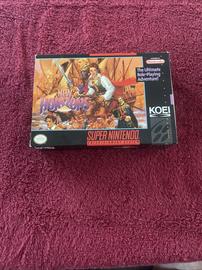 NEW
HORIZONS
Nintendo
The Ultimate
Role-Playing
Adventure!
KOEI
SUPER NINTENDO
ENTERTAINMENT SYSTEM